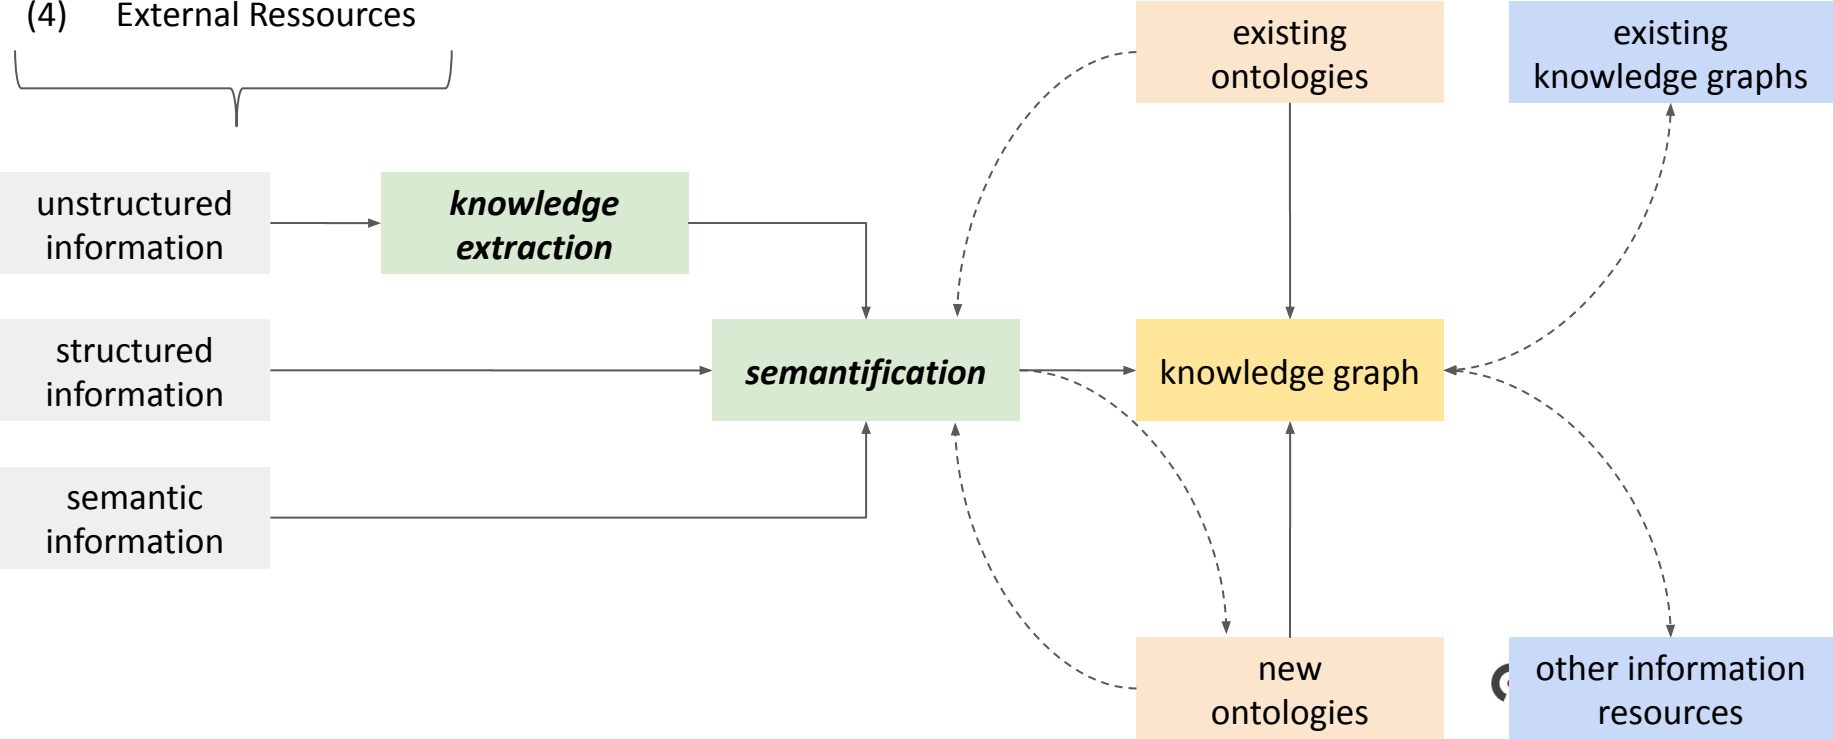 (4) External Ressources
existing
ontologies
existing
knowledge graphs
unstructured
information
knowledge
extraction
structured
information
semantification
knowledge graph
semantic
information
new
ontologies
other information
resources